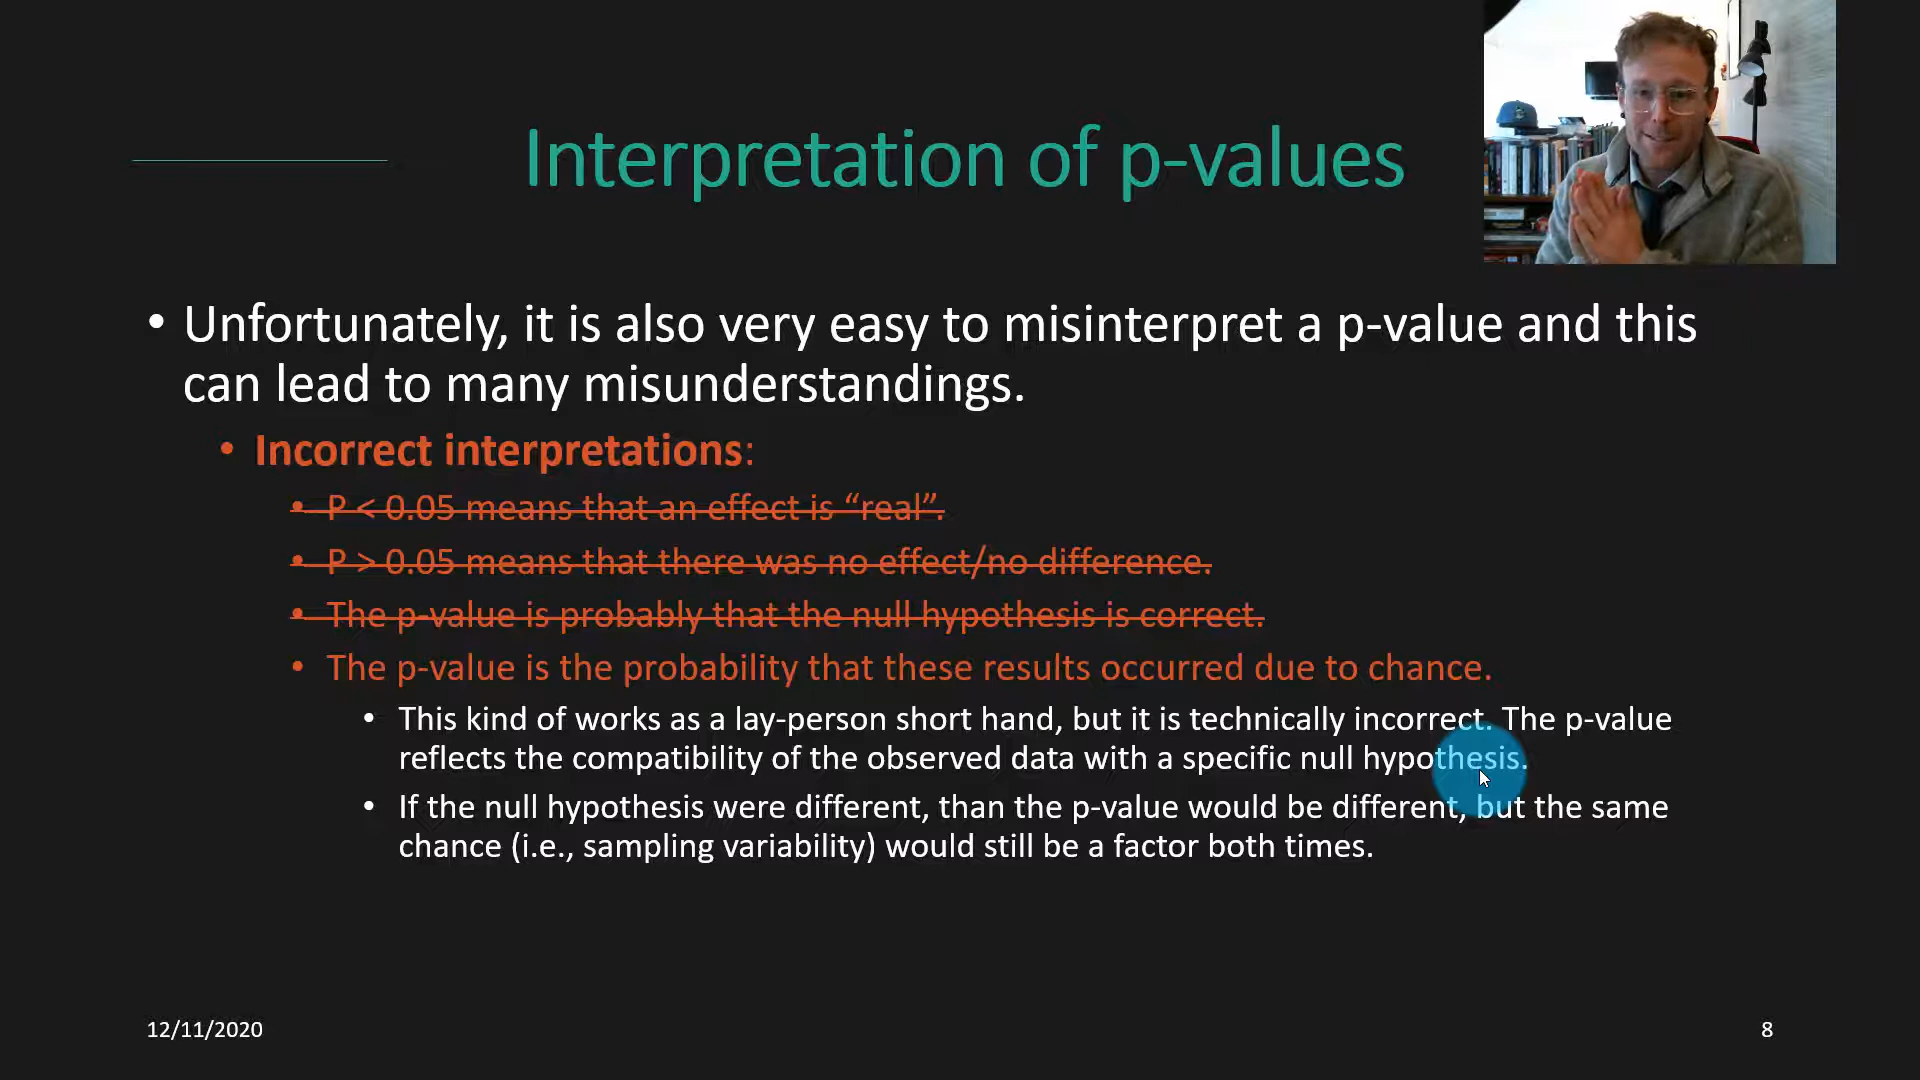 Interpretation of p-values
• Unfortunately, it is also very easy to misinterpret a p-value and this
can lead to many misunderstandings.
• Incorrect interpretations:
• P < 0.05 means that an effect is “real”.
• P > 0.05 means that there was no effect/no difference.
• The p-value is probably that the null hypothesis is correct.
• The p-value is the probability that these results occurred due to chance.
• This kind of works as a lay-person short hand, but it is technically incorrect. The p-value
reflects the compatibility of the observed data with a specific null hypothesis.
• If the null hypothesis were different, than the p-value would be different, but the same
chance (i.e., sampling variability) would still be a factor both times.
12/11/2020
8